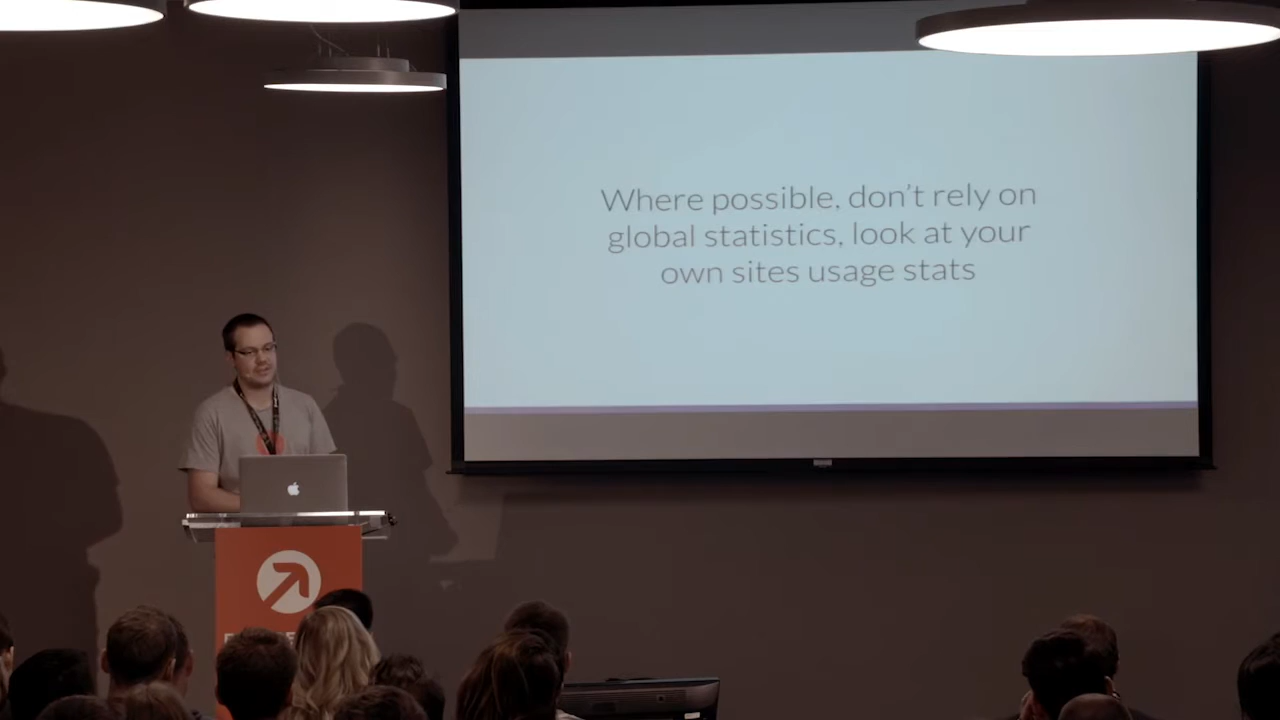 Where possible, don't rely on
global statistics, look at your
own sites usage stats